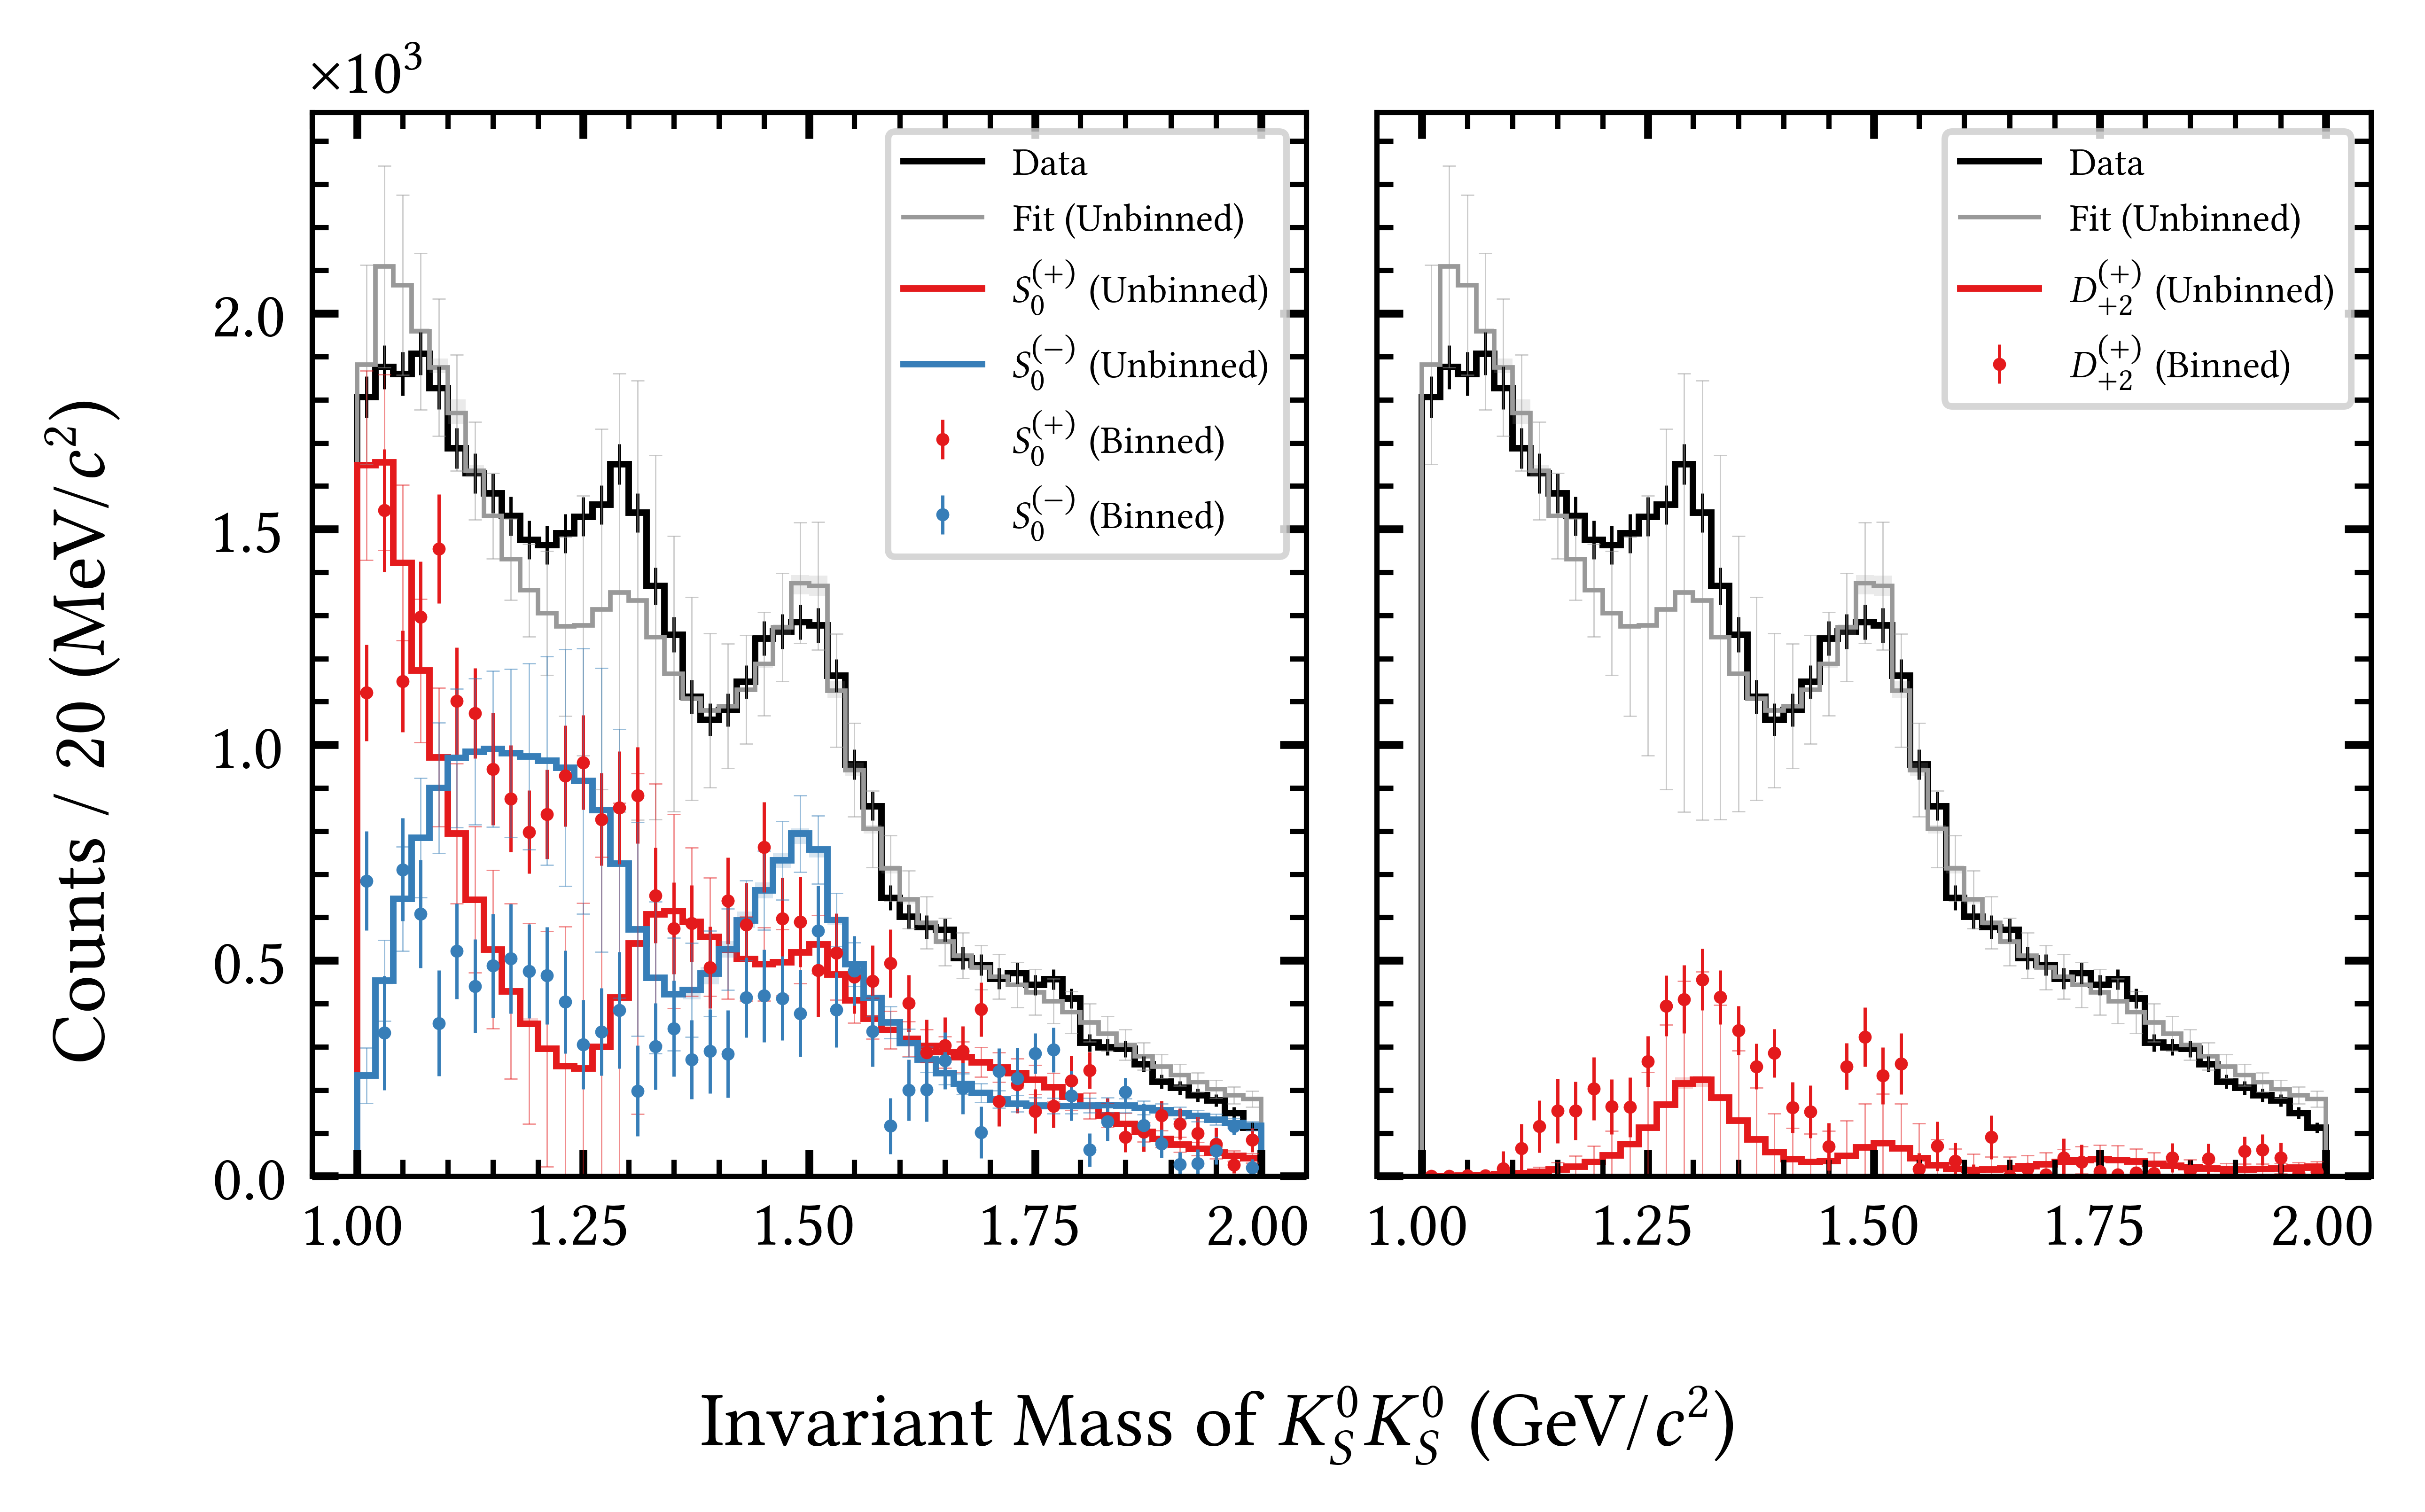 ×10³
Counts / 20 (MeV/c²)
2.0
1.5
1.0
0.5
0.0
Data
Fit (Unbinned)
S₀⁽⁺⁾ (Unbinned)
S₀⁽⁻⁾ (Unbinned)
S₀⁽⁺⁾ (Binned)
S₀⁽⁻⁾ (Binned)
1.00 1.25 1.50 1.75 2.00
Data
Fit (Unbinned)
D₊₂⁽⁺⁾ (Unbinned)
D₊₂⁽⁺⁾ (Binned)
1.00 1.25 1.50 1.75 2.00
Invariant Mass of K_S⁰K_S⁰ (GeV/c²)